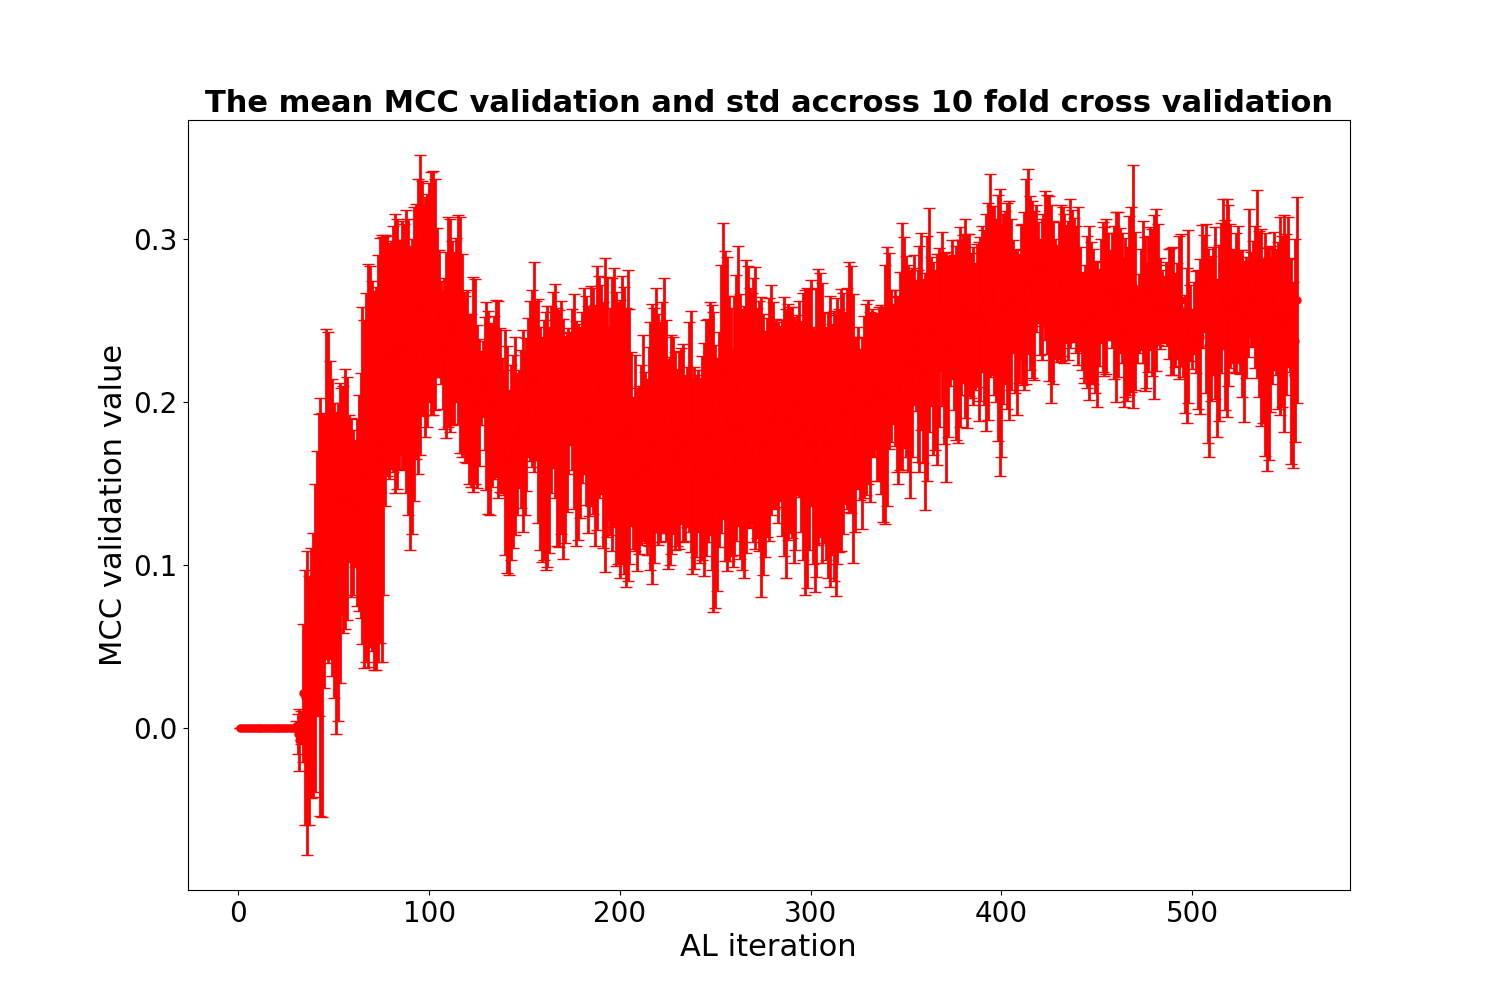 The mean MCC validation and std accross 10 fold cross validation
MCC validation value
0.3
0.2
0.1
0.0
0 100 200 300 400 500
AL iteration